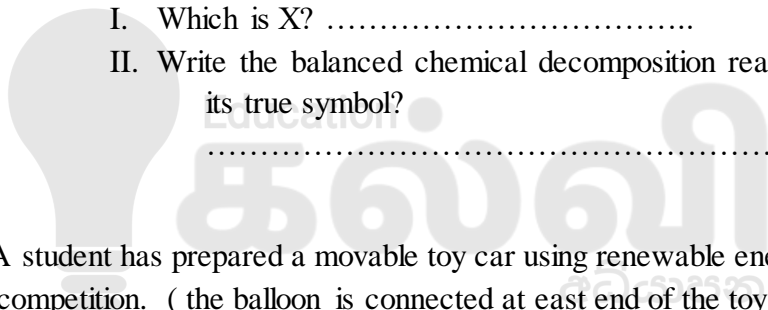 I. Which is X? ……………………………..
II. Write the balanced chemical decomposition rea
its true symbol?
Education
……………………………………………
கல்வி
A student has prepared a movable toy car using renewable ene
competition. ( the balloon is connected at east end of the toy